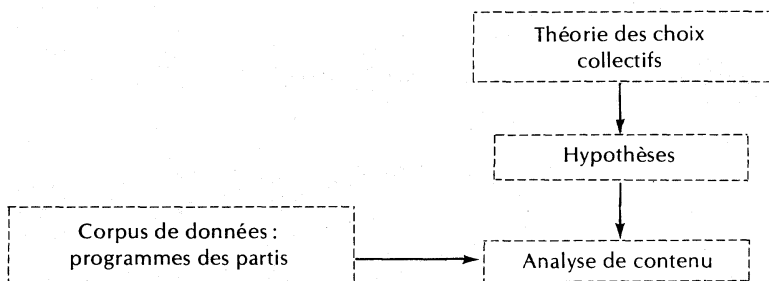 Théorie des choix
collectifs
Hypothèses
Corpus de données :
programmes des partis
Analyse de contenu